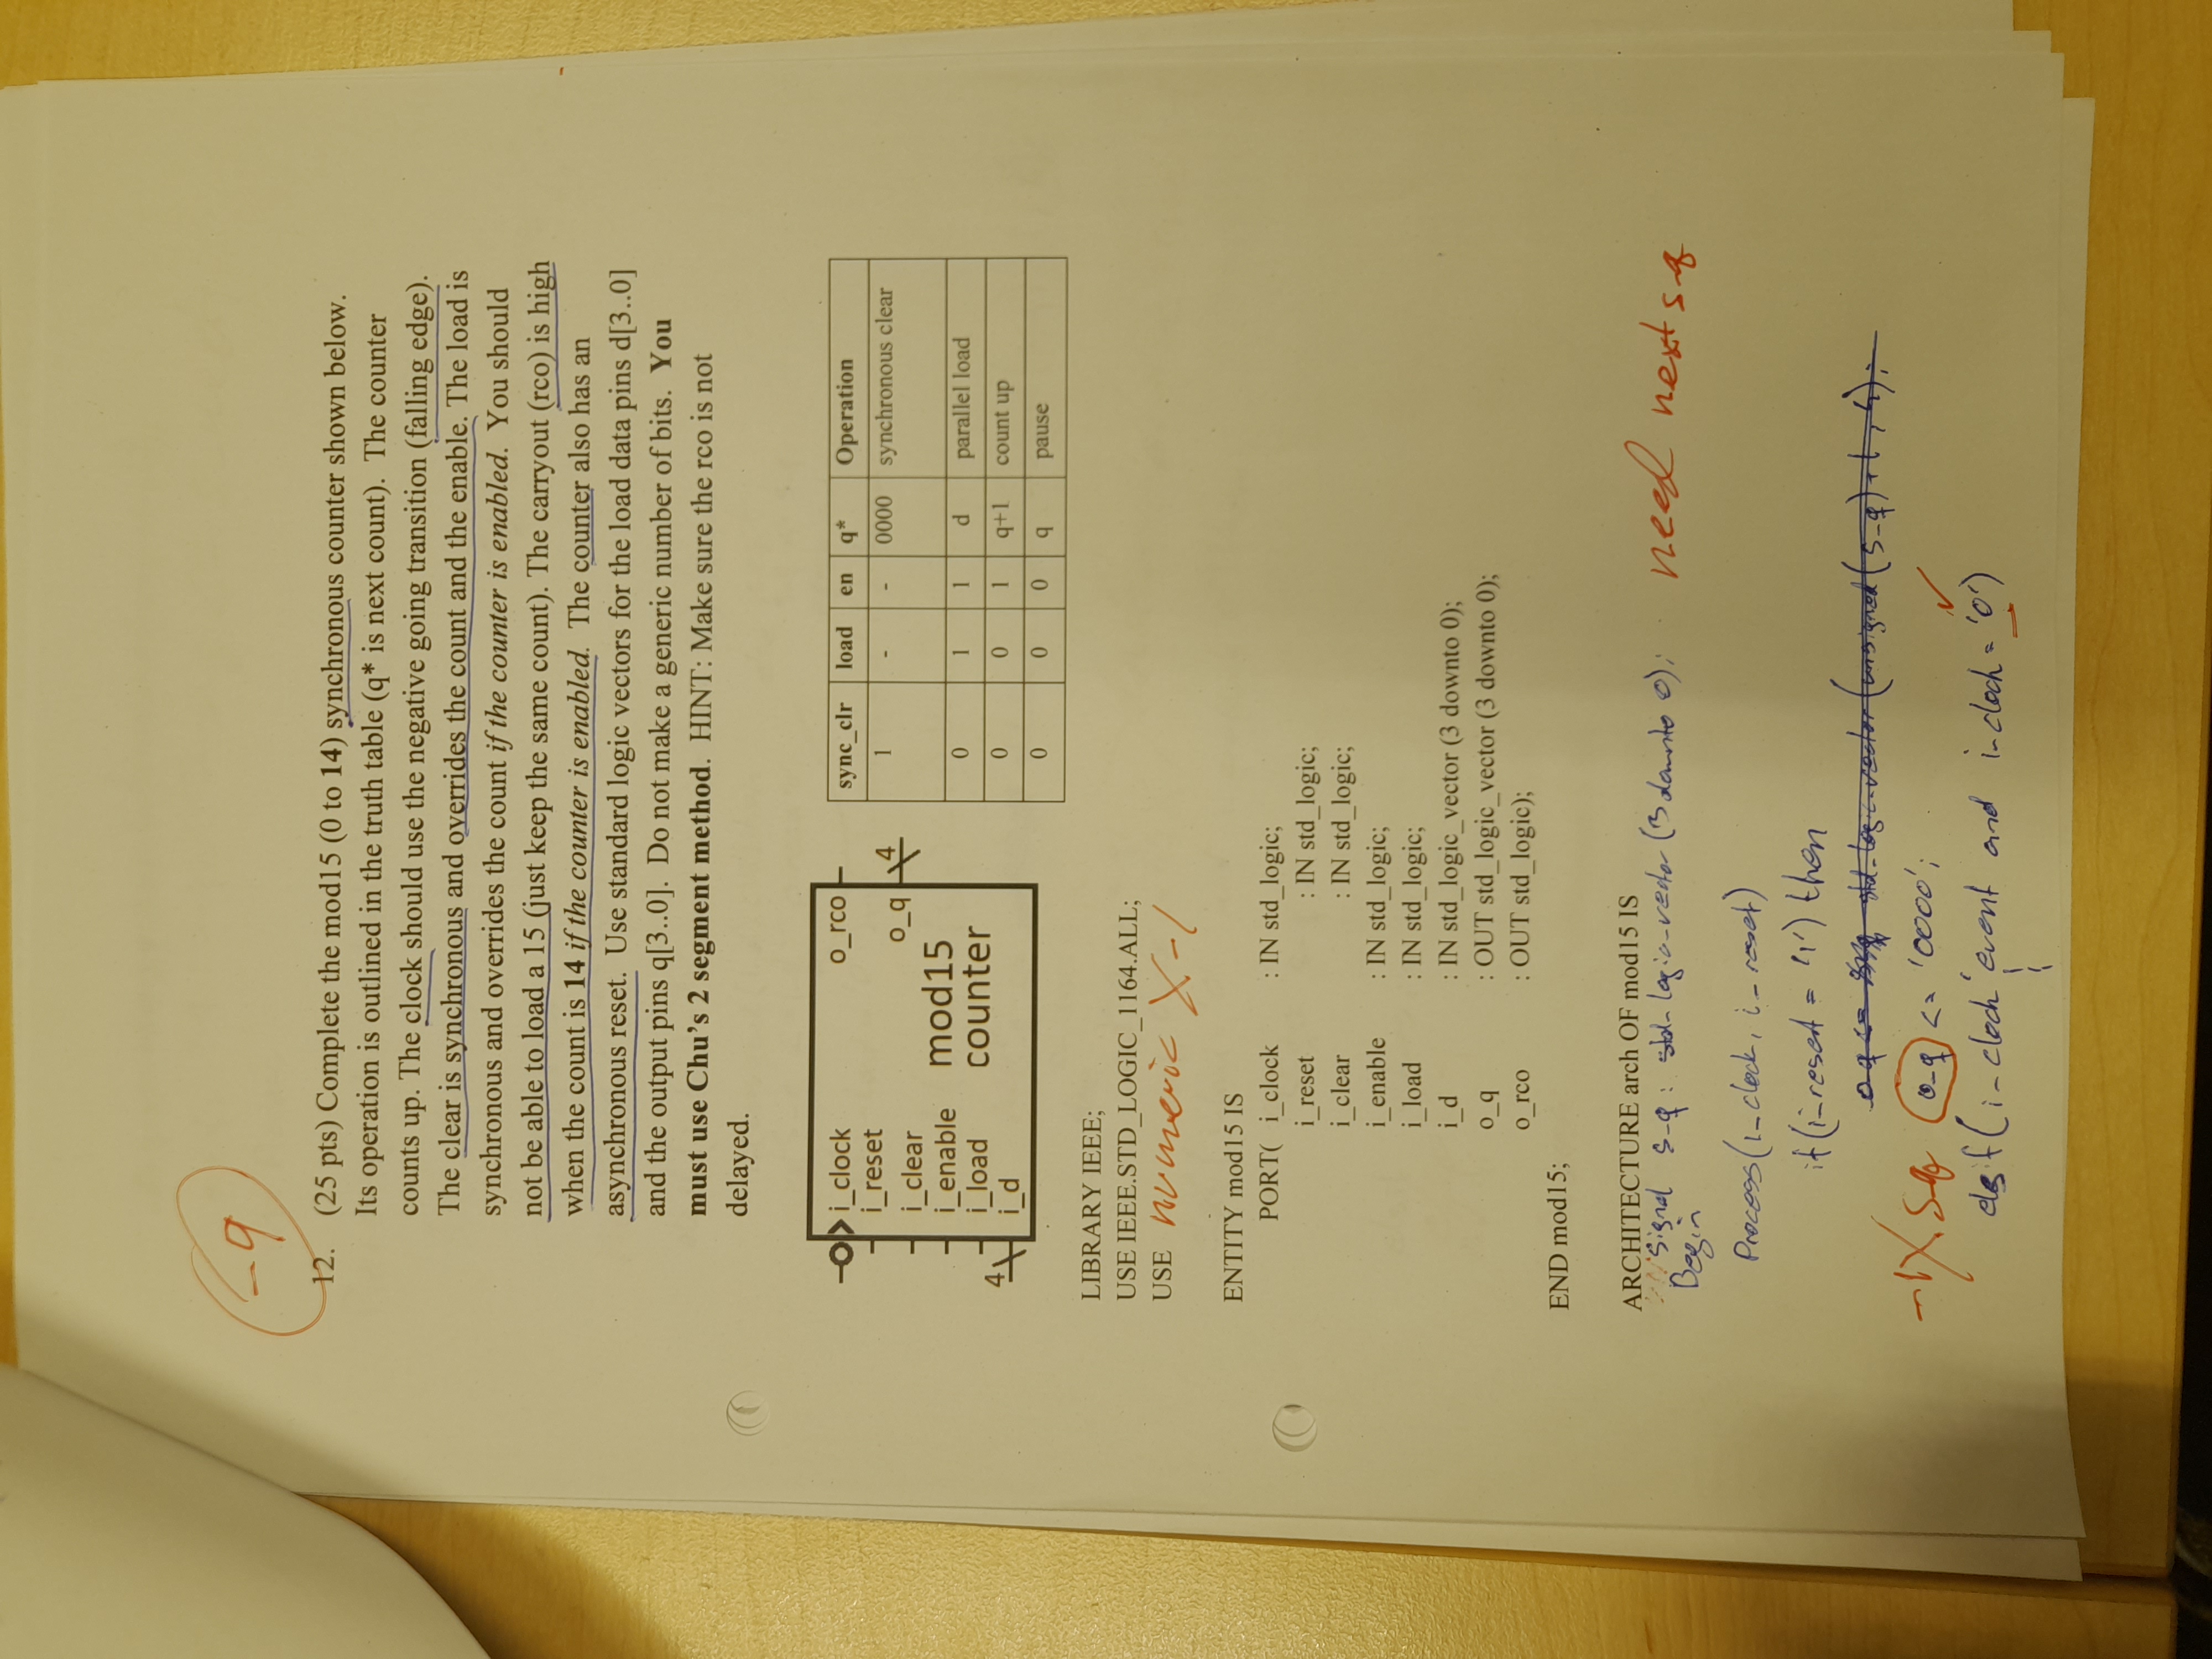 -9
12. (25 pts) Complete the mod15 (0 to 14) synchronous counter shown below.
Its operation is outlined in the truth table (q* is next count). The counter
counts up. The clock should use the negative going transition (falling edge).
The clear is synchronous and overrides the count and the enable. The load is
synchronous and overrides the count if the counter is enabled. You should
not be able to load a 15 (just keep the same count). The carryout (rco) is high
when the count is 14 if the counter is enabled. The counter also has an
asynchronous reset. Use standard logic vectors for the load data pins d[3..0]
and the output pins q[3..0]. Do not make a generic number of bits. You
must use Chu's 2 segment method. HINT: Make sure the rco is not
delayed.
i_clock o_rco
i_reset
o_q 4
i_clear
i_enable mod15
i_load counter
4 i_d
sync_clr load en q* Operation
1 - - 0000 synchronous clear
0 1 1 d parallel load
0 0 1 q+1 count up
0 0 0 q pause
LIBRARY IEEE;
USE IEEE.STD_LOGIC_1164.ALL;
USE numeric X-1
ENTITY mod15 IS
PORT( i_clock : IN std_logic;
i_reset : IN std_logic;
i_clear : IN std_logic;
i_enable : IN std_logic;
i_load : IN std_logic;
i_d : IN std_logic_vector (3 downto 0);
o_q : OUT std_logic_vector (3 downto 0);
o_rco : OUT std_logic);
END mod15;
ARCHITECTURE arch OF mod15 IS
Signal s_q : std_logic_vector (3 downto 0); need next s_q
Begin
Process(i_clock, i_reset)
if(i_reset = '1') then
o_q <= std_logic_vector (unsigned (s_q) + 1, 4);
-1X s_q o_q <= '0000';
elsif( i_clock 'event and i_clock = '0')